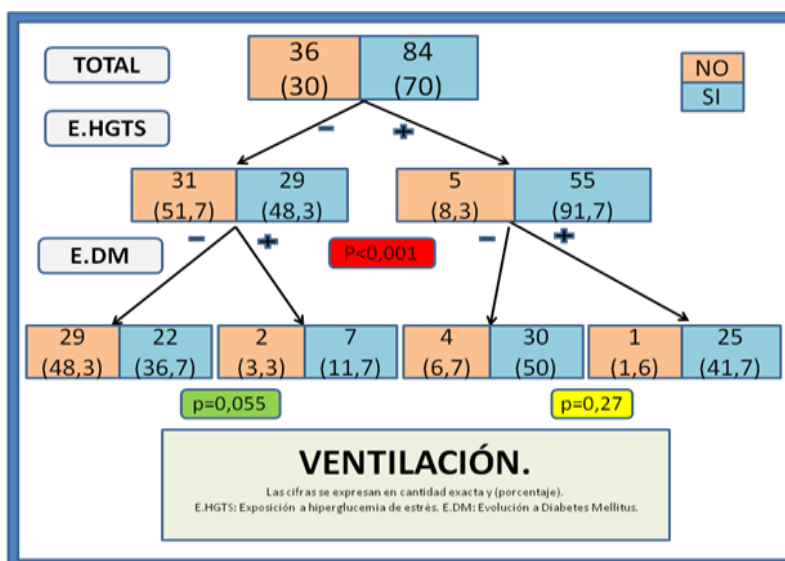 TOTAL
36 84
(30) (70)
NO
SI
E.HGTS
− +
31 29 5 55
(51,7) (48,3) (8,3) (91,7)
E.DM
− + − +
P<0,001
29 22 2 7 4 30 1 25
(48,3) (36,7) (3,3) (11,7) (6,7) (50) (1,6) (41,7)
p=0,055 p=0,27
VENTILACIÓN.
Las cifras se expresan en cantidad exacta y (porcentaje).
E.HGTS: Exposición a hiperglucemia de estrés. E.DM: Evolución a Diabetes Mellitus.